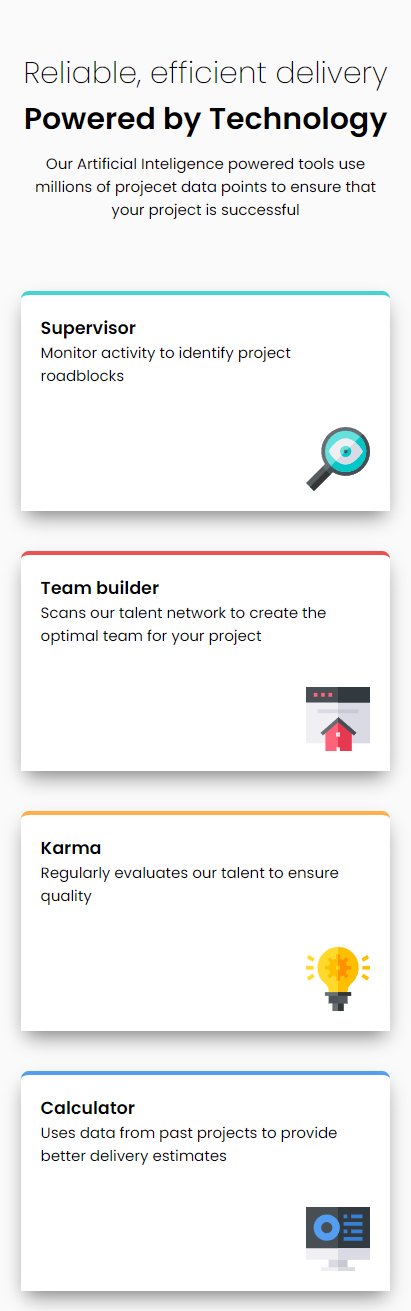 Reliable, efficient delivery
Powered by Technology
Our Artificial Inteligence powered tools use
millions of projecet data points to ensure that
your project is successful
Supervisor
Monitor activity to identify project
roadblocks
Team builder
Scans our talent network to create the
optimal team for your project
Karma
Regularly evaluates our talent to ensure
quality
Calculator
Uses data from past projects to provide
better delivery estimates